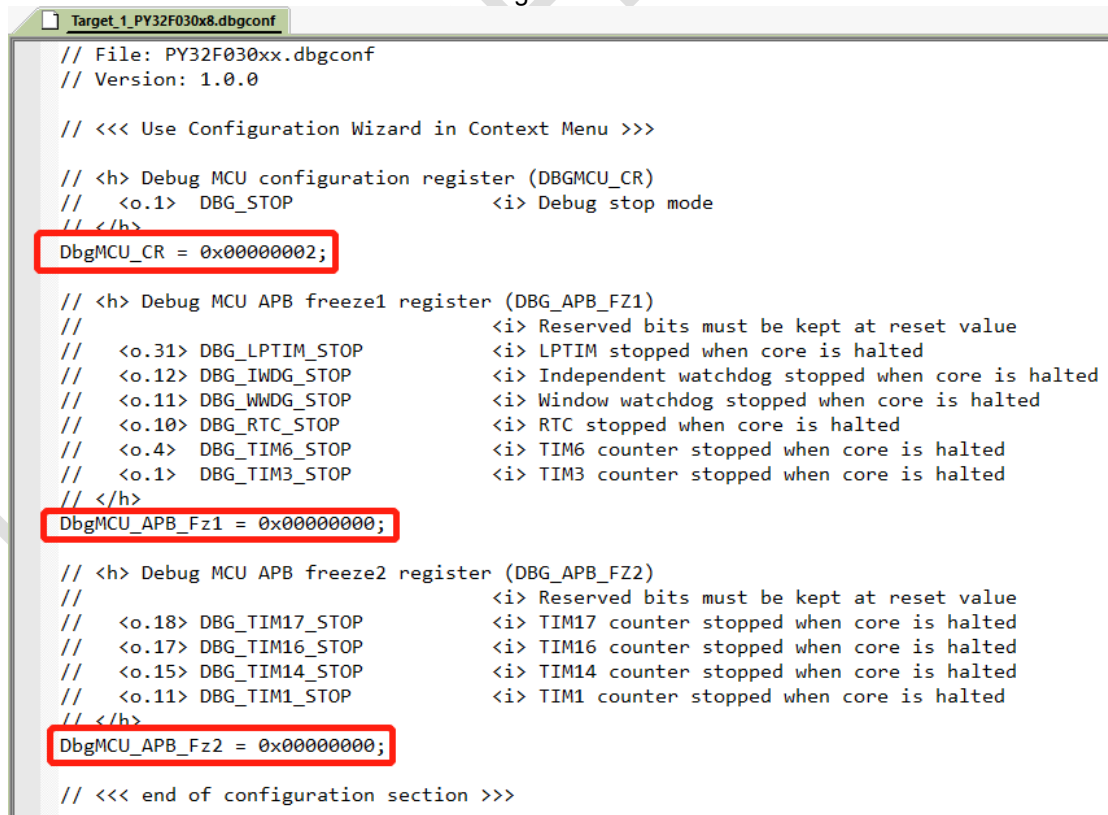 Target_1_PY32F030x8.dbgconf
// File: PY32F030xx.dbgconf
// Version: 1.0.0
// <<< Use Configuration Wizard in Context Menu >>>
// <h> Debug MCU configuration register (DBGMCU_CR)
//   <o.1>  DBG_STOP                 <i> Debug stop mode
// </h>
DbgMCU_CR = 0x00000002;
// <h> Debug MCU APB freeze1 register (DBG_APB_FZ1)
//                                 <i> Reserved bits must be kept at reset value
//   <o.31> DBG_LPTIM_STOP           <i> LPTIM stopped when core is halted
//   <o.12> DBG_IWDG_STOP            <i> Independent watchdog stopped when core is halted
//   <o.11> DBG_WWDG_STOP            <i> Window watchdog stopped when core is halted
//   <o.10> DBG_RTC_STOP             <i> RTC stopped when core is halted
//   <o.4>  DBG_TIM6_STOP            <i> TIM6 counter stopped when core is halted
//   <o.1>  DBG_TIM3_STOP            <i> TIM3 counter stopped when core is halted
// </h>
DbgMCU_APB_Fz1 = 0x00000000;
// <h> Debug MCU APB freeze2 register (DBG_APB_FZ2)
//                                 <i> Reserved bits must be kept at reset value
//   <o.18> DBG_TIM17_STOP           <i> TIM17 counter stopped when core is halted
//   <o.17> DBG_TIM16_STOP           <i> TIM16 counter stopped when core is halted
//   <o.15> DBG_TIM14_STOP           <i> TIM14 counter stopped when core is halted
//   <o.11> DBG_TIM1_STOP            <i> TIM1 counter stopped when core is halted
// </h>
DbgMCU_APB_Fz2 = 0x00000000;
// <<< end of configuration section >>>